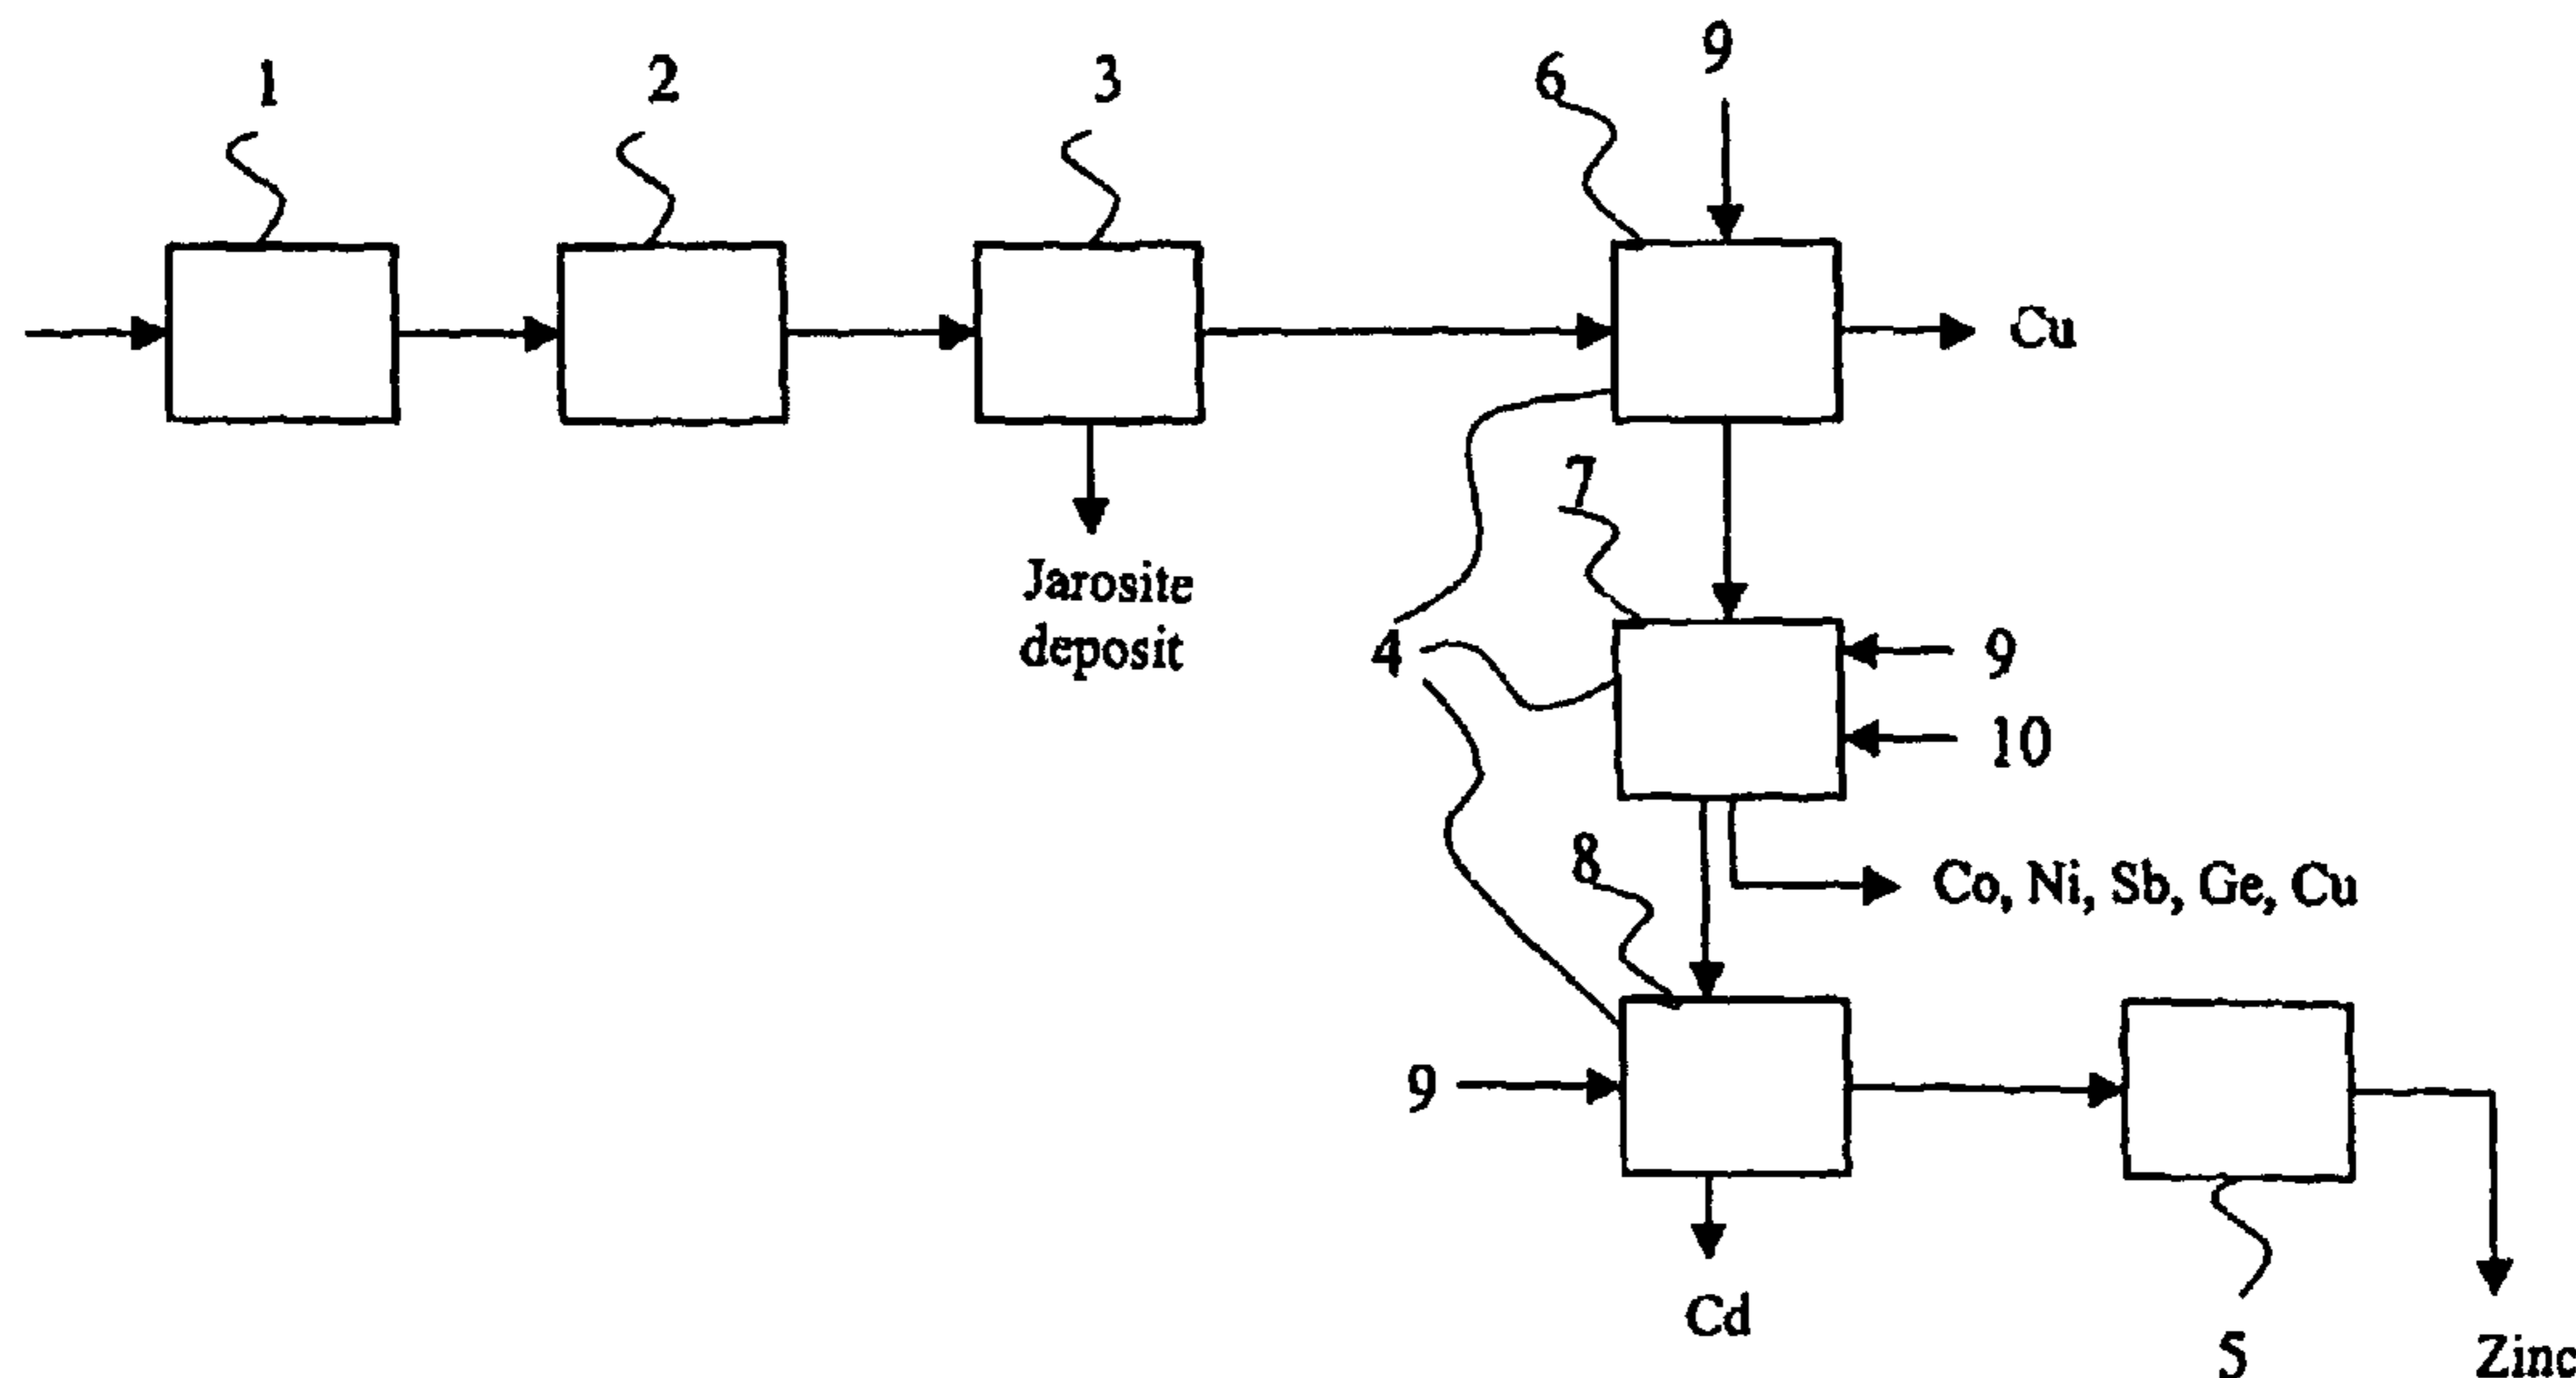 1
2
3
6
9
Cu
Jarosite
deposit
7
4
9
10
8
Co, Ni, Sb, Ge, Cu
9
Cd
5
Zinc